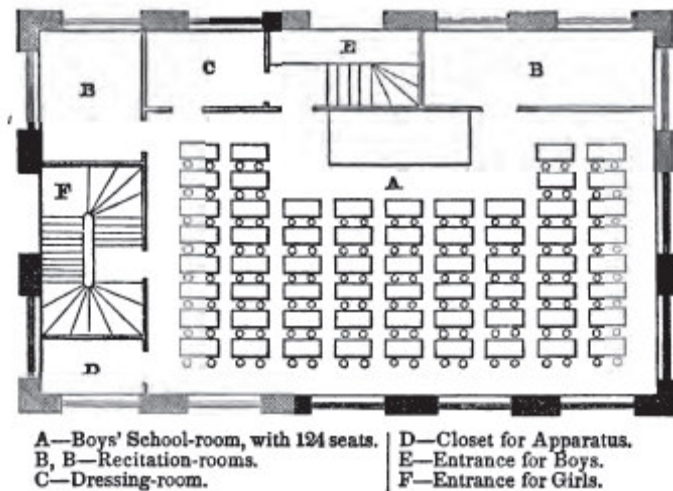 E
B
C
B
A
F
D
A—Boys' School-room, with 124 seats.
B, B—Recitation-rooms.
C—Dressing-room.
D—Closet for Apparatus.
E—Entrance for Boys.
F—Entrance for Girls.